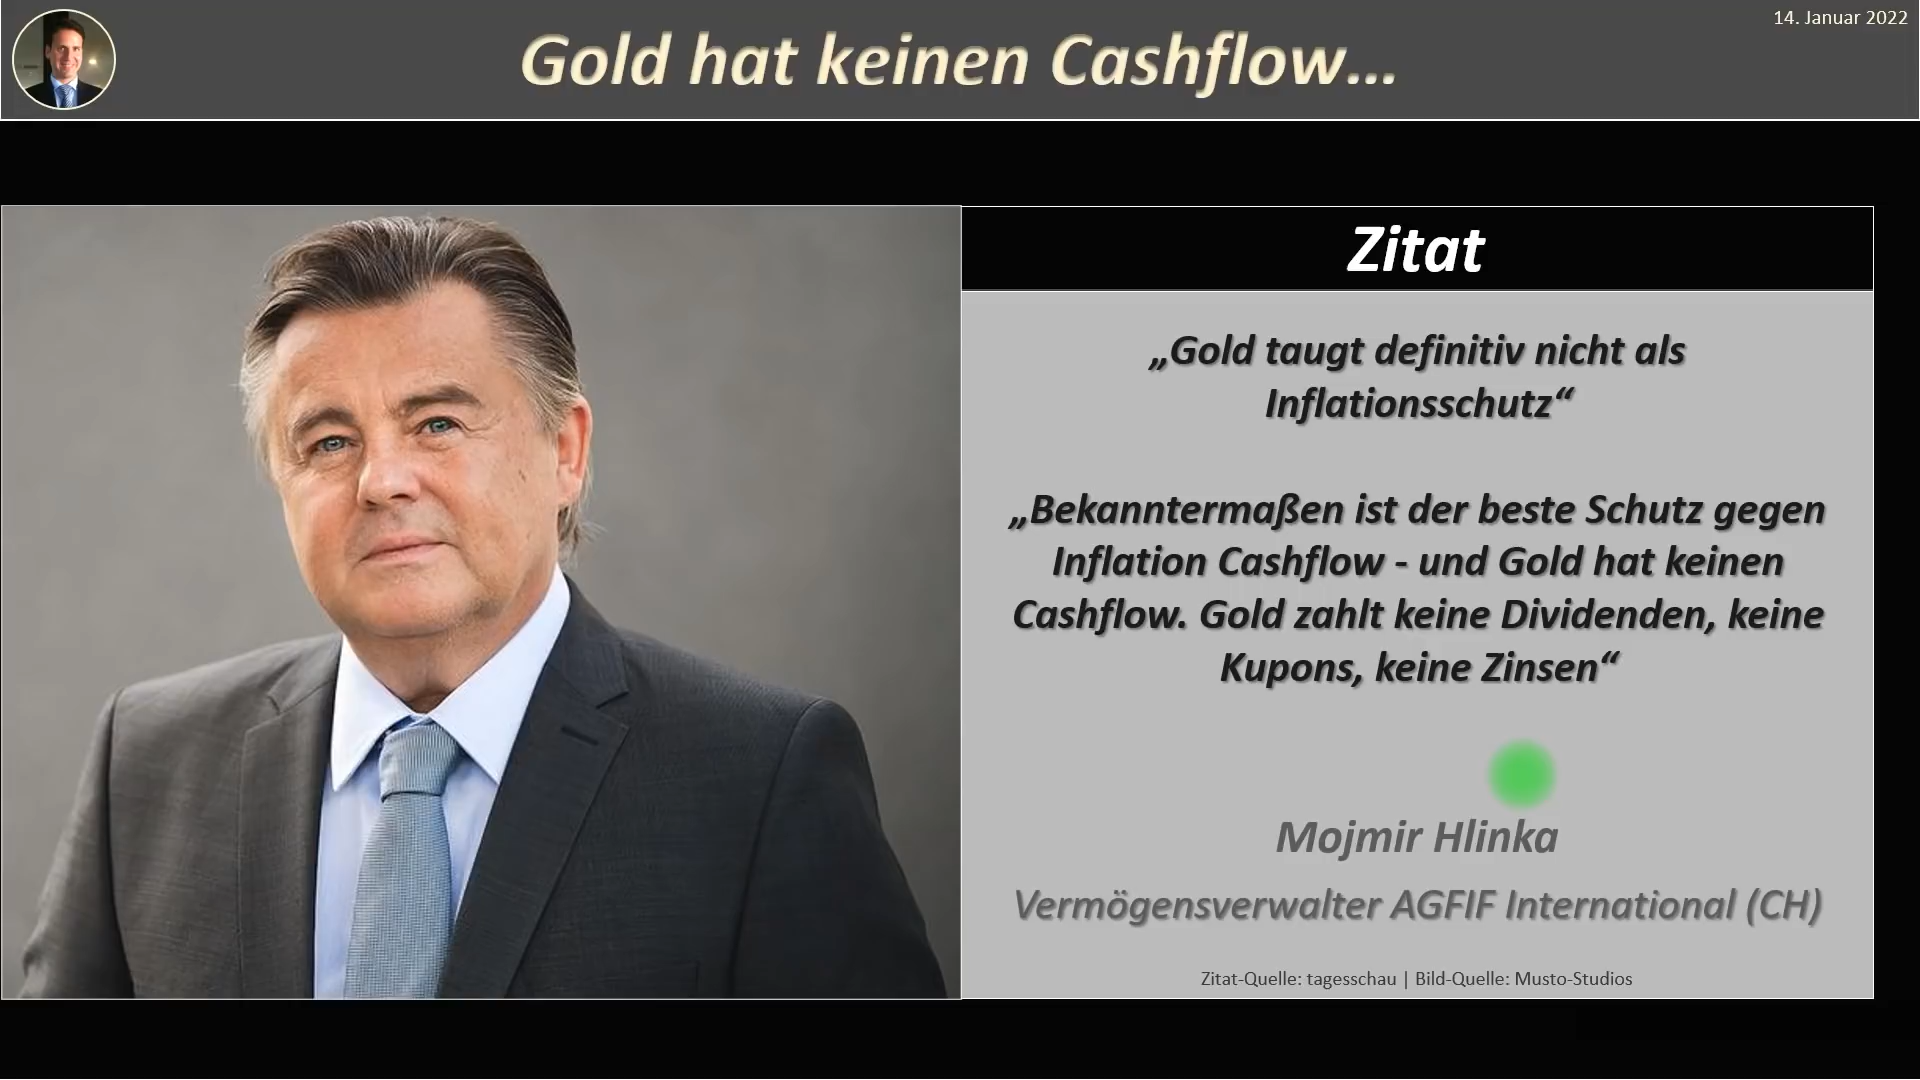 14. Januar 2022
Gold hat keinen Cashflow...
Zitat
„Gold taugt definitiv nicht als
Inflationsschutz“
„Bekanntermaßen ist der beste Schutz gegen
Inflation Cashflow - und Gold hat keinen
Cashflow. Gold zahlt keine Dividenden, keine
Kupons, keine Zinsen“
Mojmir Hlinka
Vermögensverwalter AGFIF International (CH)
Zitat-Quelle: tagesschau | Bild-Quelle: Musto-Studios